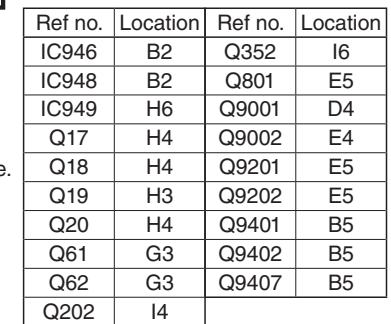 Ref no. Location Ref no. Location
IC946 B2 Q352 I6
IC948 B2 Q801 E5
IC949 H6 Q9001 D4
Q17 H4 Q9002 E4
e. Q18 H4 Q9201 E5
Q19 H3 Q9202 E5
Q20 H4 Q9401 B5
Q61 G3 Q9402 B5
Q62 G3 Q9407 B5
Q202 I4